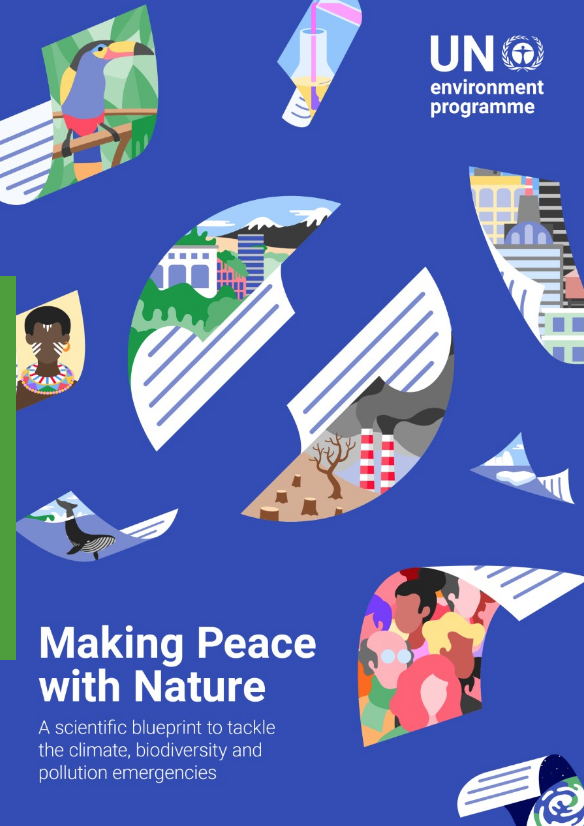 UN
environment
programme
Making Peace
with Nature
A scientific blueprint to tackle
the climate, biodiversity and
pollution emergencies